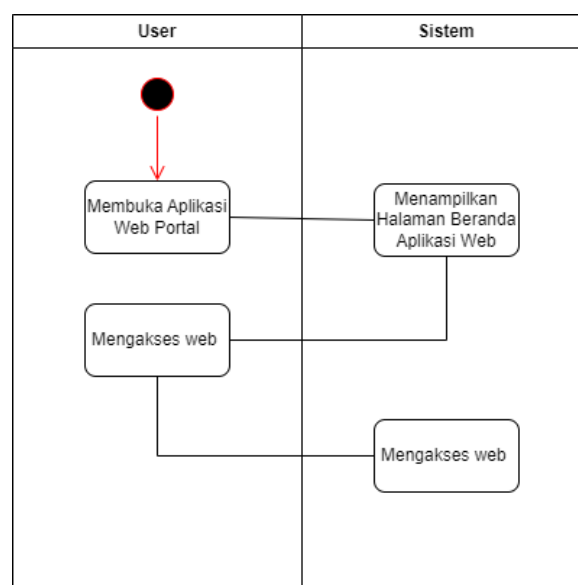 User
Sistem
Membuka Aplikasi
Web Portal
Menampilkan
Halaman Beranda
Aplikasi Web
Mengakses web
Mengakses web